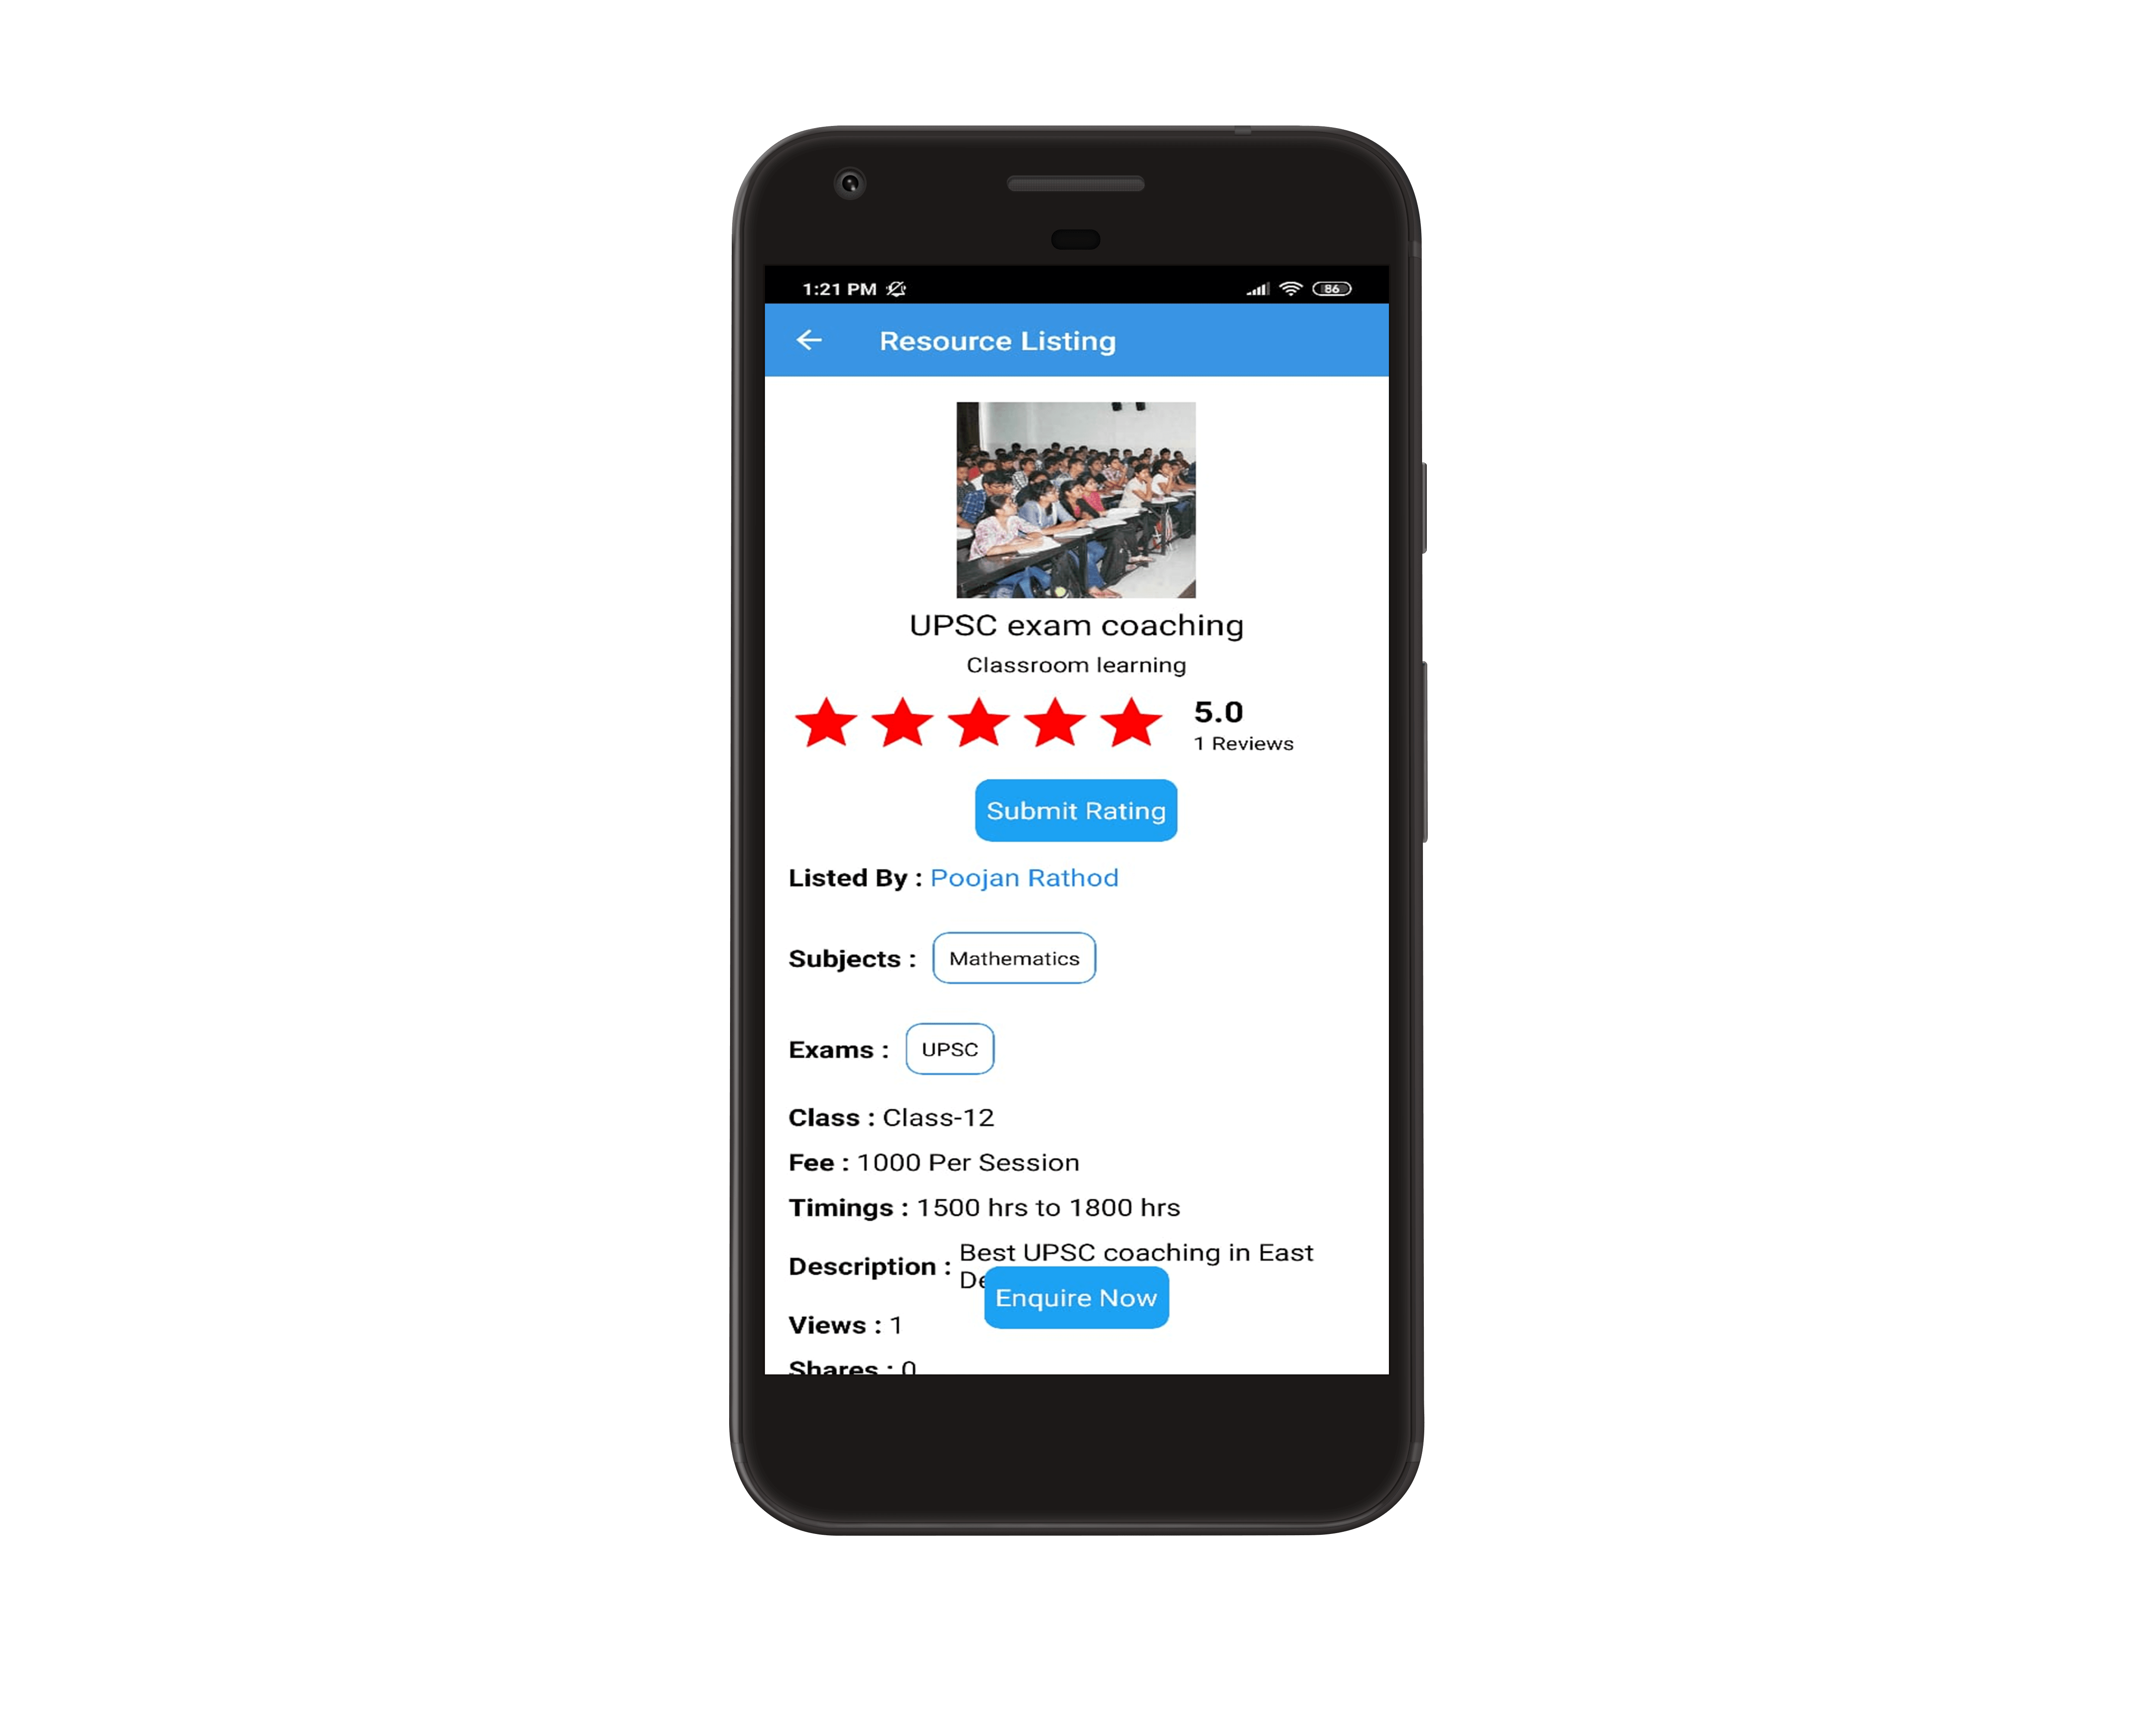 1:21 PM
86
Resource Listing
UPSC exam coaching
Classroom learning
5.0
1 Reviews
Submit Rating
Listed By : Poojan Rathod
Subjects : Mathematics
Exams : UPSC
Class : Class-12
Fee : 1000 Per Session
Timings : 1500 hrs to 1800 hrs
Description : Best UPSC coaching in East
Enquire Now
Views : 1
Shares : 0